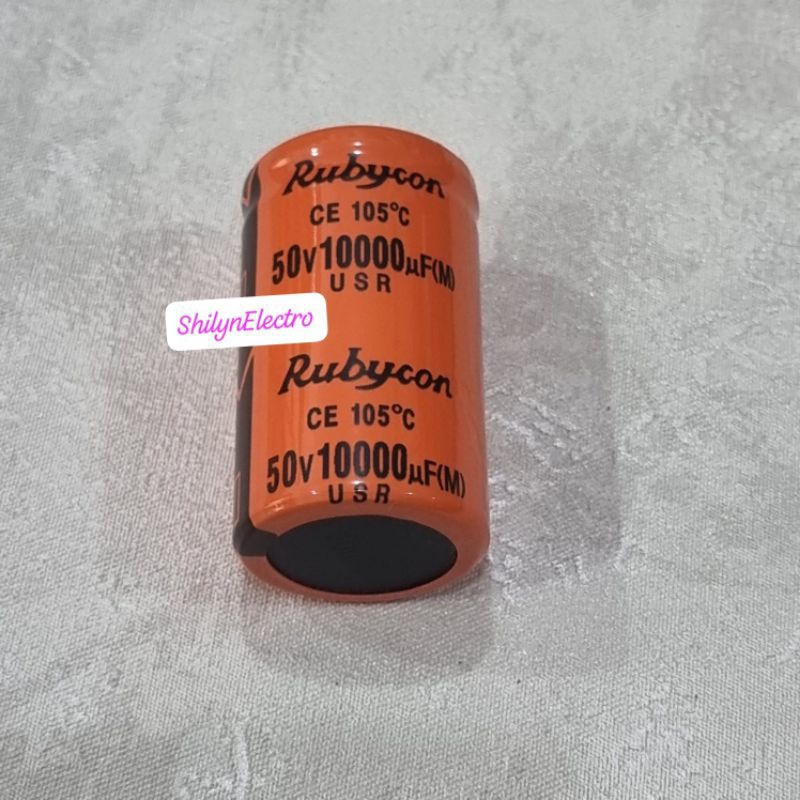 Rubycon
CE 105°C
50V10000µF(M)
USR
ShilynElectro
Rubycon
CE 105°C
50V10000µF(M)
USR